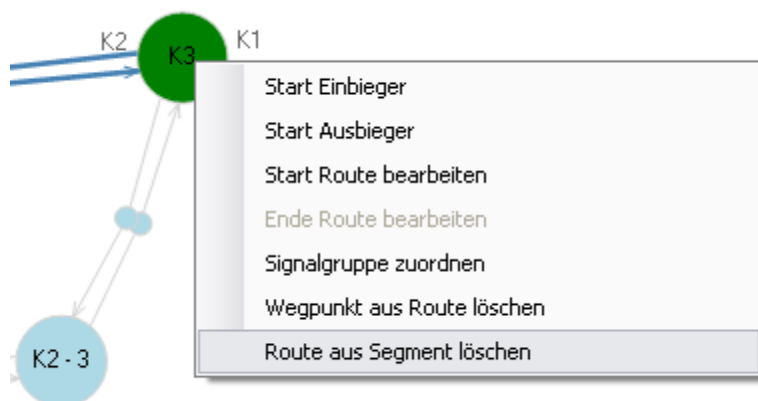 K2
K3
K1
Start Einbieger
Start Ausbieger
Start Route bearbeiten
Ende Route bearbeiten
Signalgruppe zuordnen
Wegpunkt aus Route löschen
Route aus Segment löschen
K2 - 3